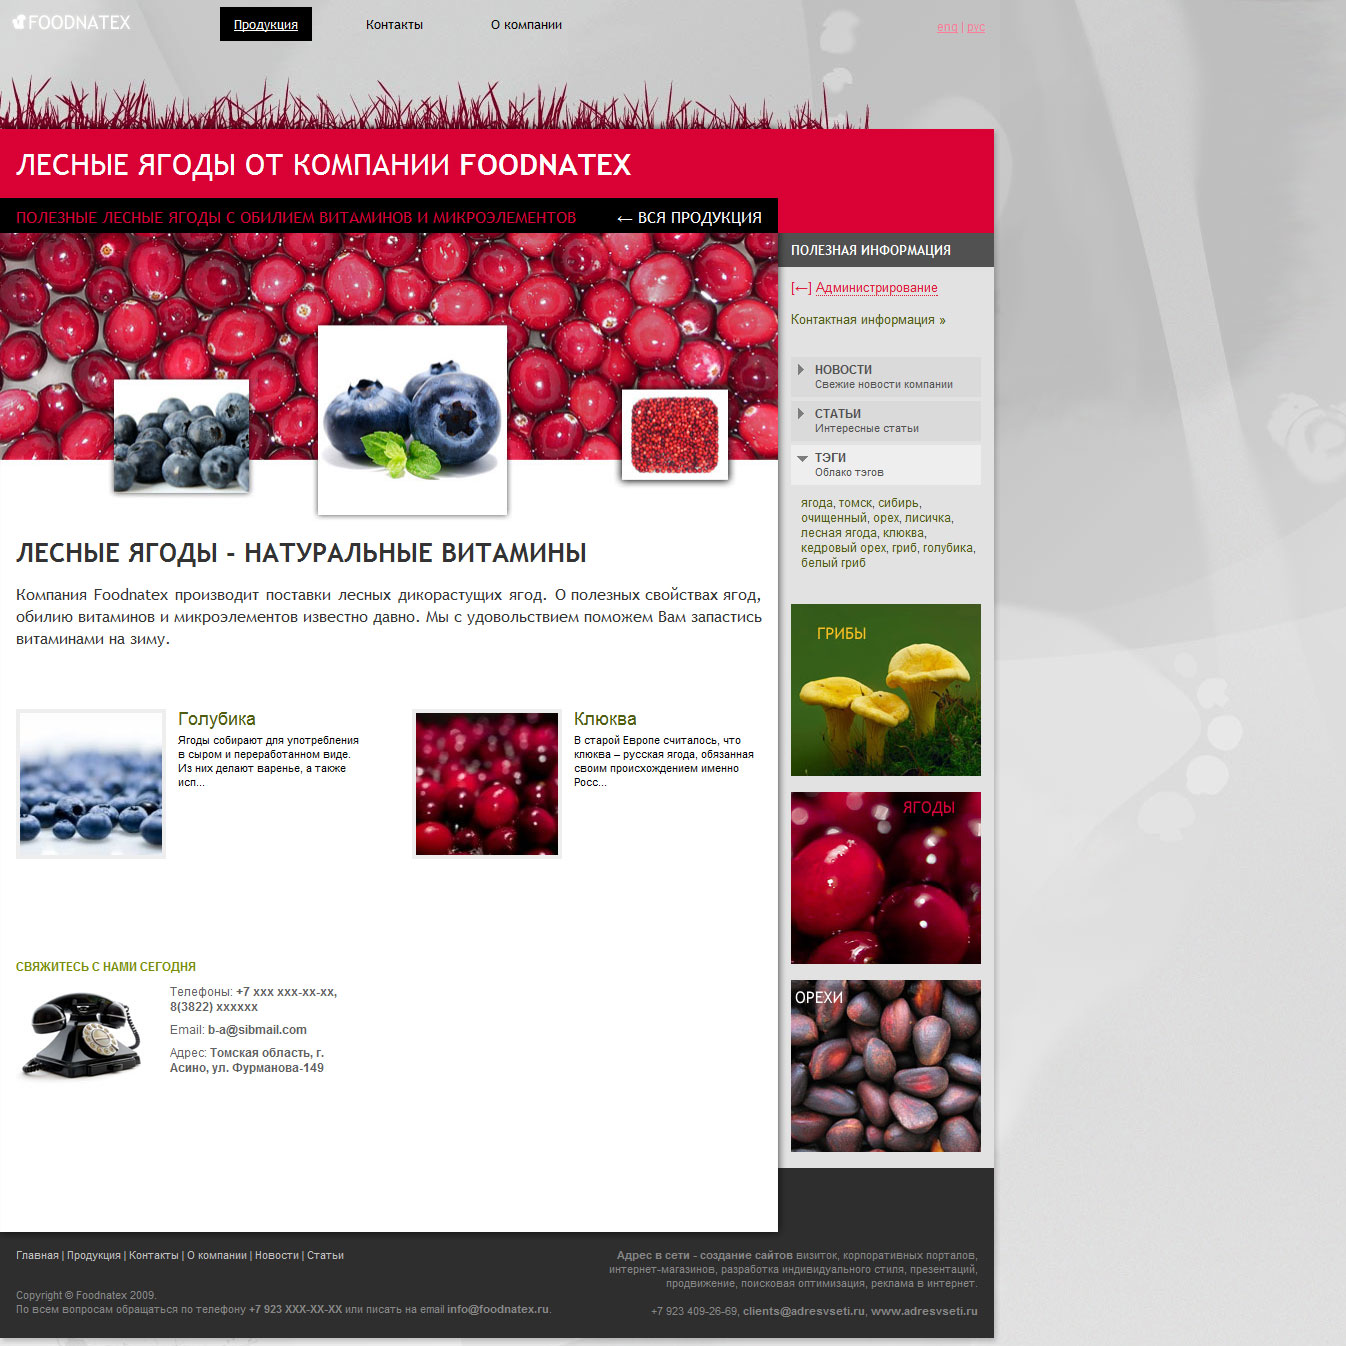 FOODNATEX
Продукция
Контакты
О компании
eng | рус
ЛЕСНЫЕ ЯГОДЫ ОТ КОМПАНИИ FOODNATEX
ПОЛЕЗНЫЕ ЛЕСНЫЕ ЯГОДЫ С ОБИЛИЕМ ВИТАМИНОВ И МИКРОЭЛЕМЕНТОВ
← ВСЯ ПРОДУКЦИЯ
ЛЕСНЫЕ ЯГОДЫ - НАТУРАЛЬНЫЕ ВИТАМИНЫ
Компания Foodnatex производит поставки лесных дикорастущих ягод. О полезных свойствах ягод,
обилию витаминов и микроэлементов известно давно. Мы с удовольствием поможем Вам запастись
витаминами на зиму.
Голубика
Ягоды собирают для употребления
в сыром и переработанном виде.
Из них делают варенье, а также
исп...
Клюква
В старой Европе считалось, что
клюква – русская ягода, обязанная
своим происхождением именно
Росс...
СВЯЖИТЕСЬ С НАМИ СЕГОДНЯ
Телефоны: +7 xxx xxx-xx-xx,
8(3822) xxxxxx
Email: b-a@sibmail.com
Адрес: Томская область, г.
Асино, ул. Фурманова-149
ПОЛЕЗНАЯ ИНФОРМАЦИЯ
[←] Администрирование
Контактная информация »
НОВОСТИ
Свежие новости компании
СТАТЬИ
Интересные статьи
ТЭГИ
Облако тэгов
ягода, томск, сибирь,
очищенный, орех, лисичка,
лесная ягода, клюква,
кедровый орех, гриб, голубика,
белый гриб
ГРИБЫ
ЯГОДЫ
ОРЕХИ
Главная | Продукция | Контакты | О компании | Новости | Статьи
Copyright © Foodnatex 2009.
По всем вопросам обращаться по телефону +7 923 XXX-XX-XX или писать на email info@foodnatex.ru.
Адрес в сети - создание сайтов визиток, корпоративных порталов,
интернет-магазинов, разработка индивидуального стиля, презентаций,
продвижение, поисковая оптимизация, реклама в интернет.
+7 923 409-26-69, clients@adresvseti.ru, www.adresvseti.ru